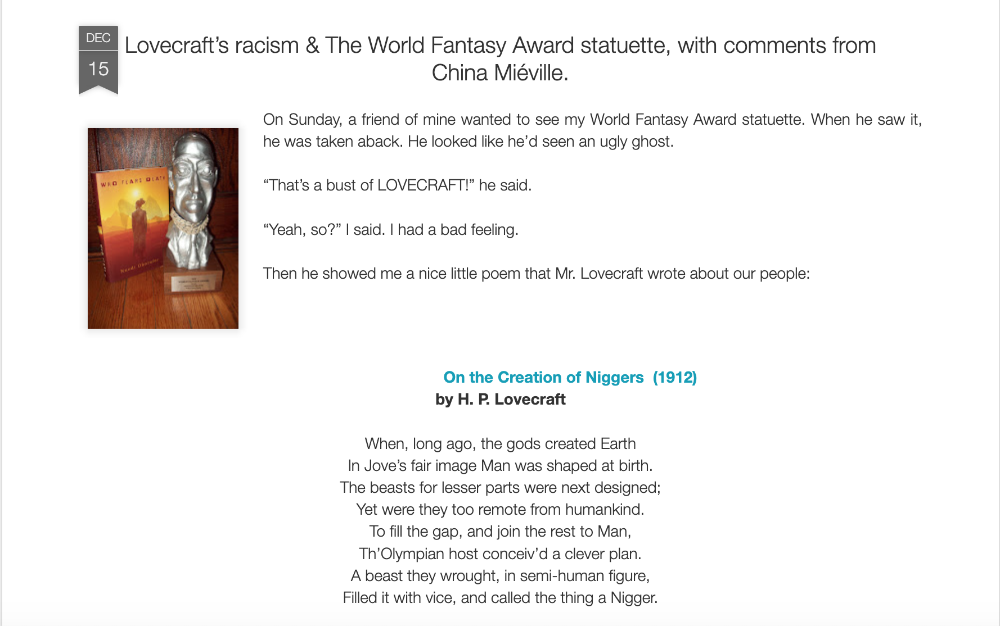 DEC
15
Lovecraft’s racism & The World Fantasy Award statuette, with comments from
China Miéville.
On Sunday, a friend of mine wanted to see my World Fantasy Award statuette. When he saw it,
he was taken aback. He looked like he’d seen an ugly ghost.
“That’s a bust of LOVECRAFT!” he said.
“Yeah, so?” I said. I had a bad feeling.
Then he showed me a nice little poem that Mr. Lovecraft wrote about our people:
WHO FEARS DEATH
Nnedi Okorafor
On the Creation of Niggers (1912)
by H. P. Lovecraft
When, long ago, the gods created Earth
In Jove’s fair image Man was shaped at birth.
The beasts for lesser parts were next designed;
Yet were they too remote from humankind.
To fill the gap, and join the rest to Man,
Th’Olympian host conceiv’d a clever plan.
A beast they wrought, in semi-human figure,
Filled it with vice, and called the thing a Nigger.